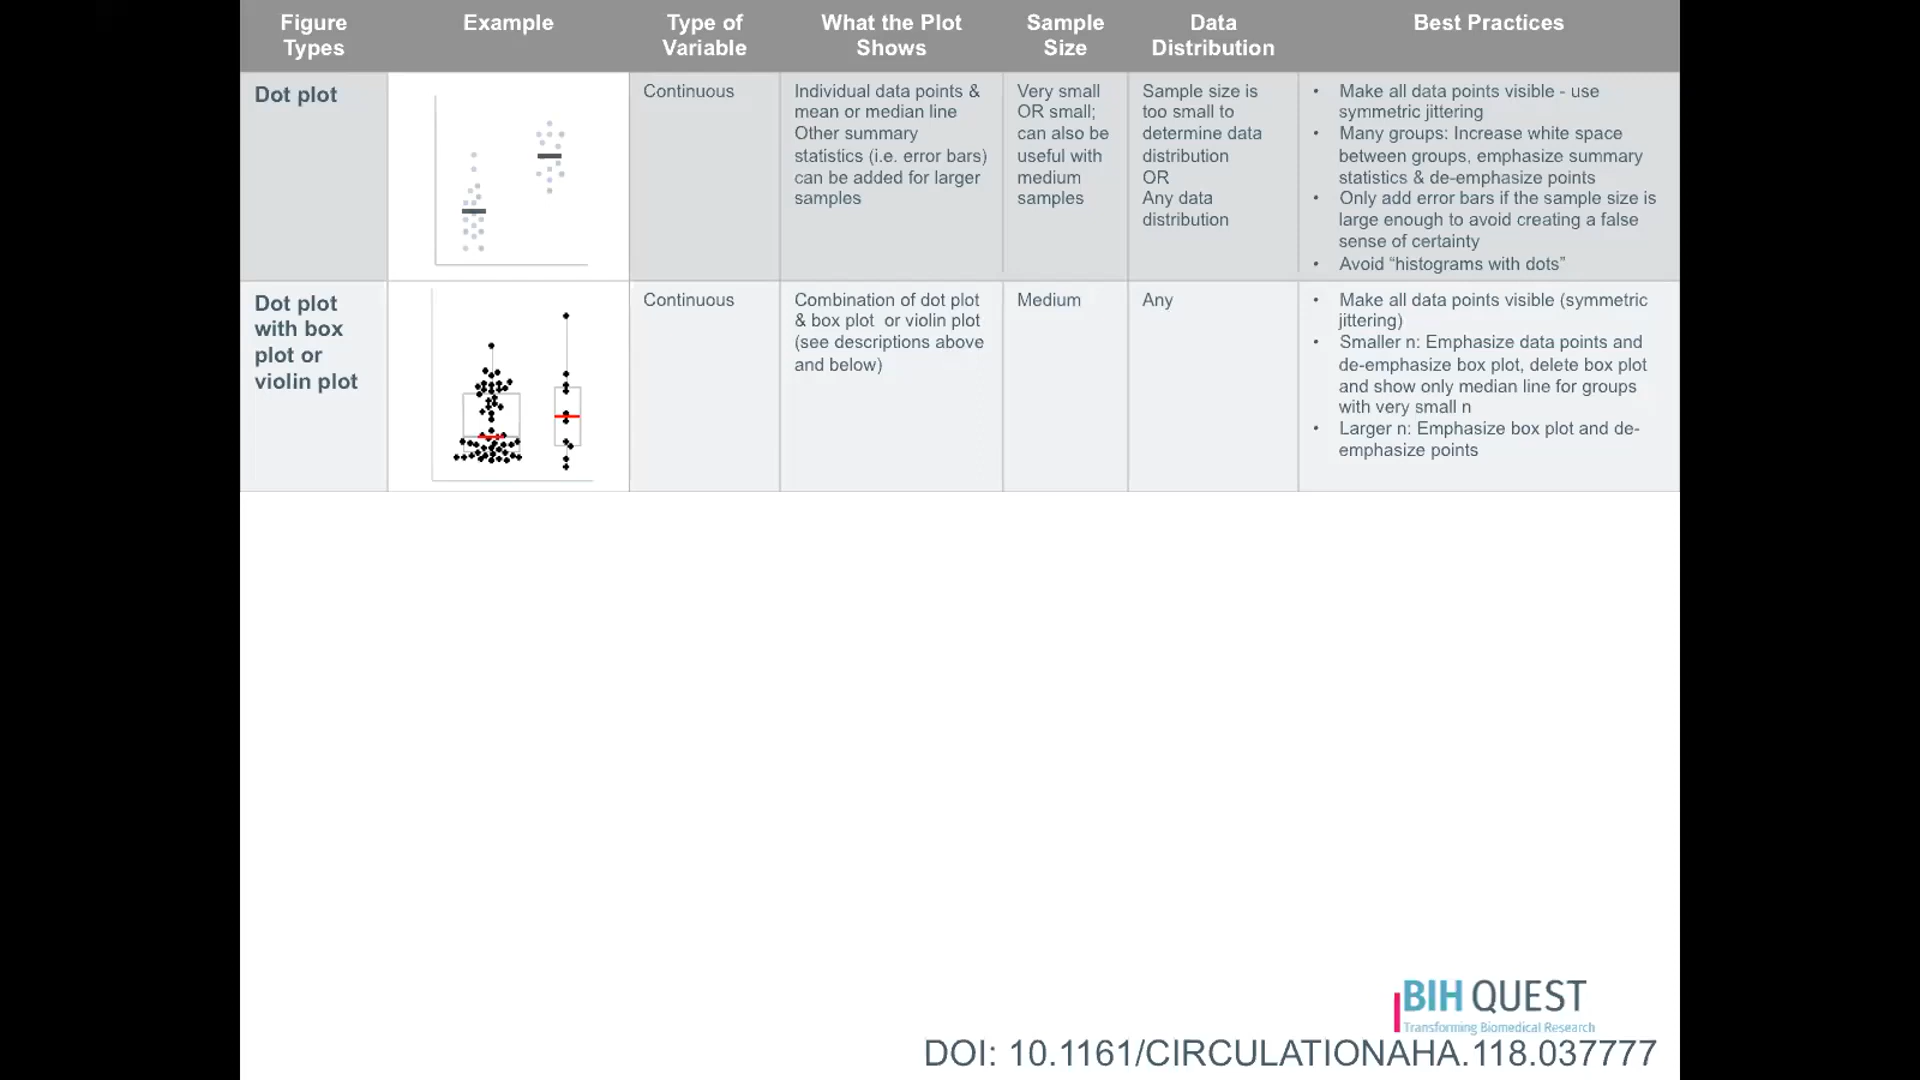 Figure
Types
Example
Type of
Variable
What the Plot
Shows
Sample
Size
Data
Distribution
Best Practices
Dot plot
Continuous
Individual data points &
mean or median line
Other summary
statistics (i.e. error bars)
can be added for larger
samples
Very small
OR small;
can also be
useful with
medium
samples
Sample size is
too small to
determine data
distribution
OR
Any data
distribution
• Make all data points visible - use
symmetric jittering
• Many groups: Increase white space
between groups, emphasize summary
statistics & de-emphasize points
• Only add error bars if the sample size is
large enough to avoid creating a false
sense of certainty
• Avoid “histograms with dots”
Dot plot
with box
plot or
violin plot
Continuous
Combination of dot plot
& box plot or violin plot
(see descriptions above
and below)
Medium
Any
• Make all data points visible (symmetric
jittering)
• Smaller n: Emphasize data points and
de-emphasize box plot, delete box plot
and show only median line for groups
with very small n
• Larger n: Emphasize box plot and de-
emphasize points
BIH QUEST
Transforming Biomedical Research
DOI: 10.1161/CIRCULATIONAHA.118.037777